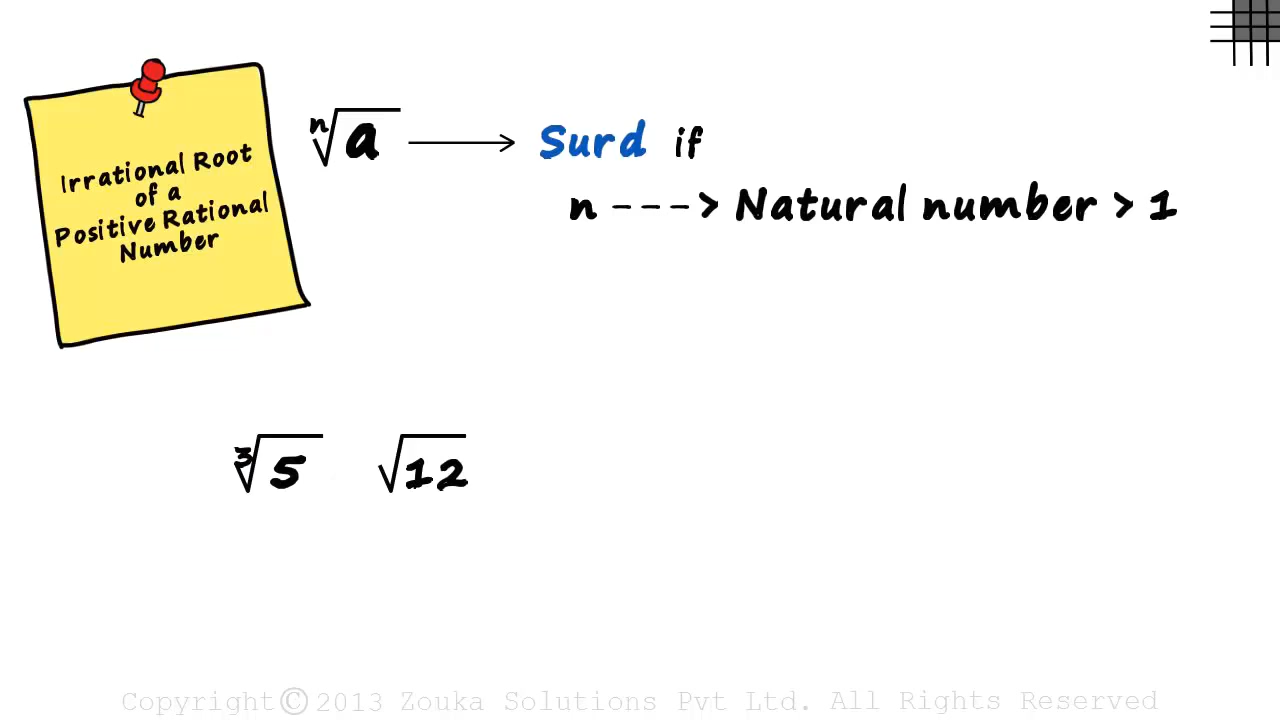 Irrational Root
of a
Positive Rational
Number
ⁿ√a ⟶ Surd if
n ---> Natural number > 1
³√5 √12
Copyright© 2013 Zouka Solutions Pvt Ltd. All Rights Reserved